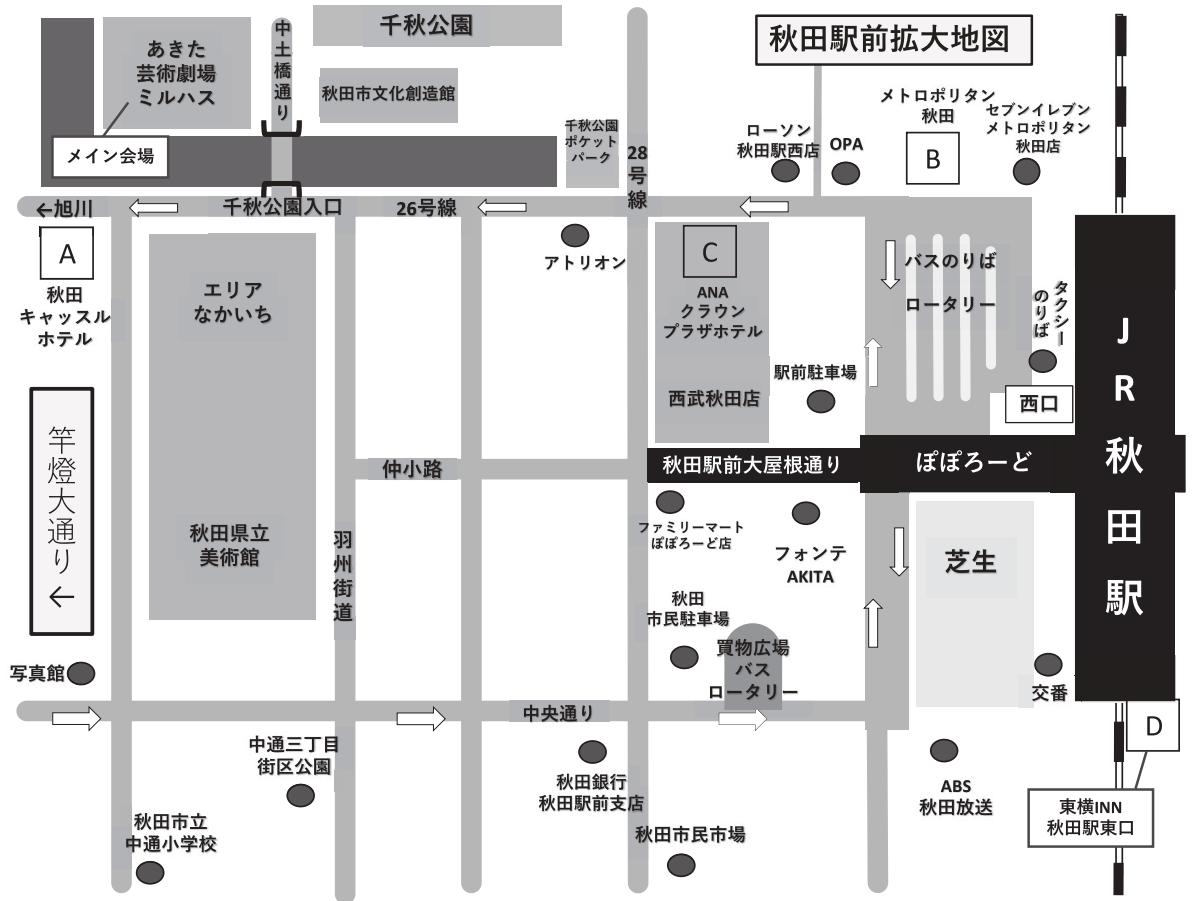 秋田駅前拡大地図
千秋公園
あきた
芸術劇場
ミルハス
中土橋通り
秋田市文化創造館
メイン会場
千秋公園
ポケット
パーク
28号線
ローソン
秋田駅西店
OPA
メトロポリタン
秋田
B
セブンイレブン
メトロポリタン
秋田店
←旭川
千秋公園入口
26号線
A
秋田
キャッスル
ホテル
エリア
なかいち
アトリオン
C
ANA
クラウン
プラザホテル
西武秋田店
駅前駐車場
バスのりば
ロータリー
タクシー
のりば
西口
JR秋田駅
竿燈大通り←
仲小路
秋田駅前大屋根通り
ぽぽろーど
秋田県立
美術館
羽州街道
ファミリーマート
ぽぽろーど店
フォンテ
AKITA
芝生
秋田
市民駐車場
買物広場
バス
ロータリー
写真館
交番
中央通り
D
中通三丁目
街区公園
秋田銀行
秋田駅前支店
ABS
秋田放送
東横INN
秋田駅東口
秋田市立
中通小学校
秋田市民市場